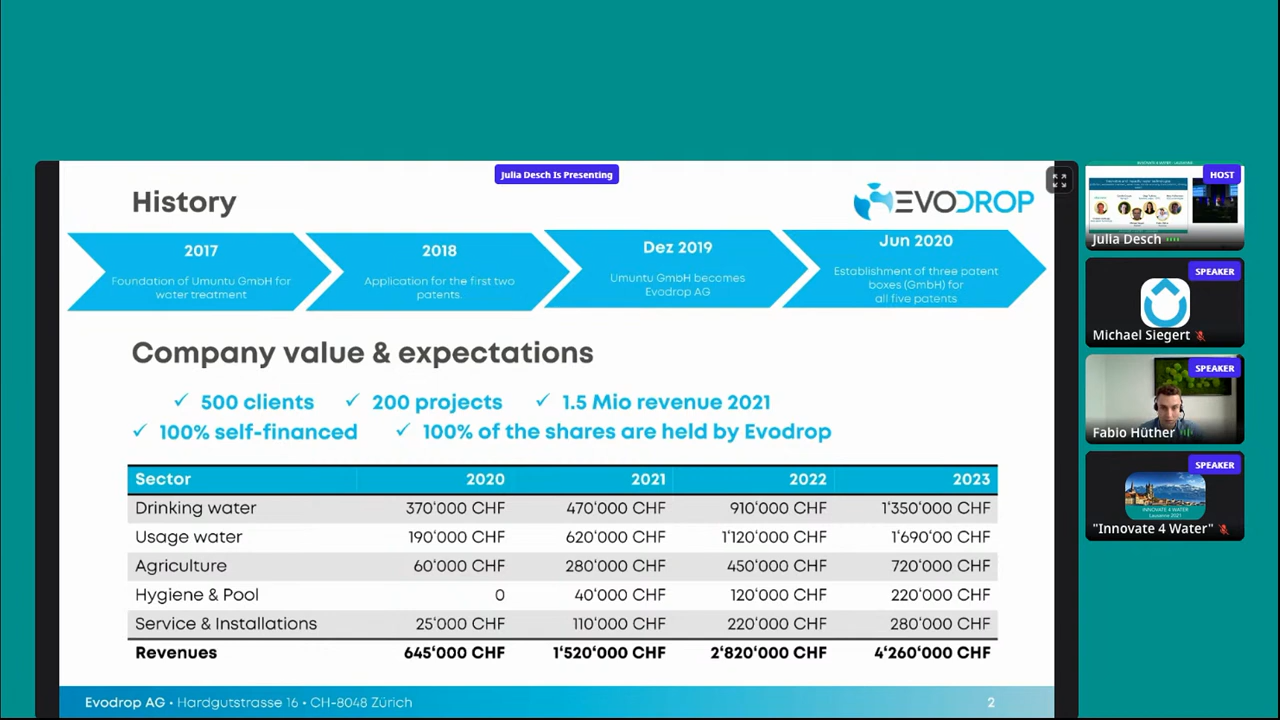 Julia Desch Is Presenting
History
EVODROP
2017
Foundation of Umuntu GmbH for
water treatment
2018
Application for the first two
patents.
Dez 2019
Umuntu GmbH becomes
Evodrop AG
Jun 2020
Establishment of three patent
boxes (GmbH) for
all five patents
Company value & expectations
✓ 500 clients ✓ 200 projects ✓ 1.5 Mio revenue 2021
✓ 100% self-financed ✓ 100% of the shares are held by Evodrop
Sector 2020 2021 2022 2023
Drinking water 370'000 CHF 470'000 CHF 910'000 CHF 1'350'000 CHF
Usage water 190'000 CHF 620'000 CHF 1'120'000 CHF 1'690'00 CHF
Agriculture 60'000 CHF 280'000 CHF 450'000 CHF 720'000 CHF
Hygiene & Pool 0 40'000 CHF 120'000 CHF 220'000 CHF
Service & Installations 25'000 CHF 110'000 CHF 220'000 CHF 280'000 CHF
Revenues 645'000 CHF 1'520'000 CHF 2'820'000 CHF 4'260'000 CHF
Evodrop AG • Hardgutstrasse 16 • CH-8048 Zürich 2
HOST
Julia Desch
SPEAKER
Michael Siegert
SPEAKER
Fabio Hüther
SPEAKER
INNOVATE 4 WATER
Lausanne 2021
"Innovate 4 Water"